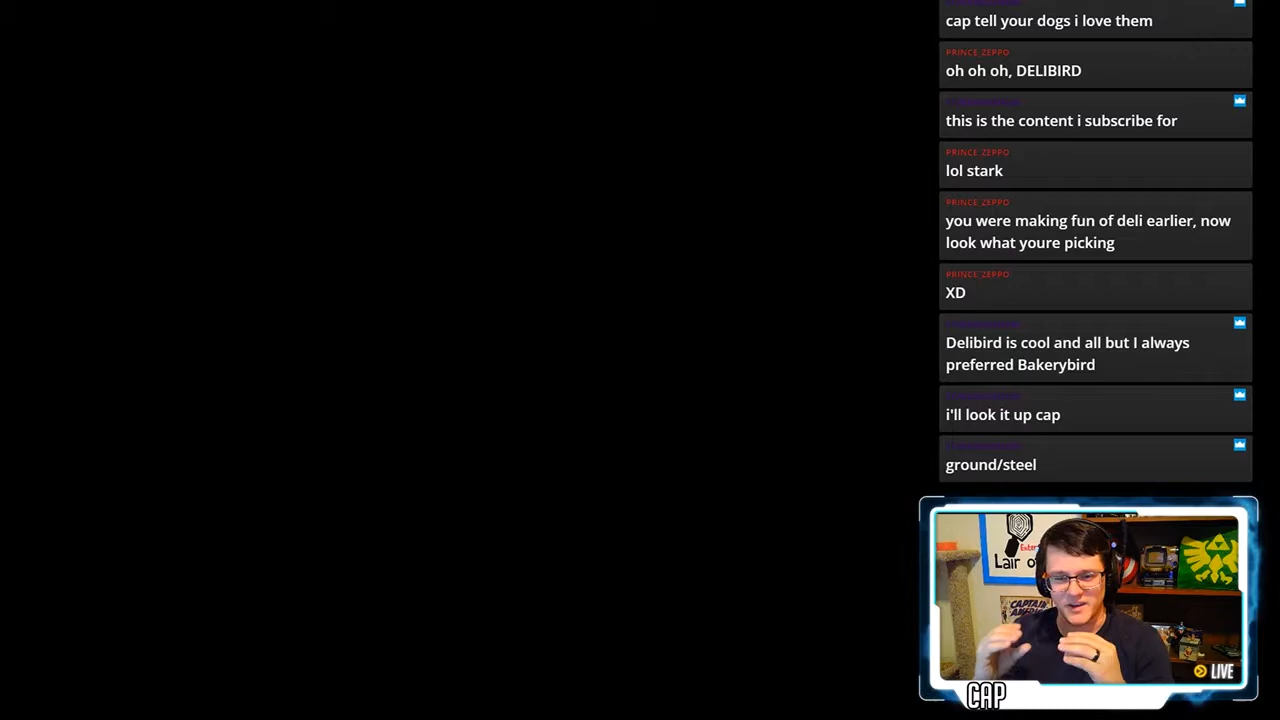 cap tell your dogs i love them
PRINCE ZEPPO
oh oh oh, DELIBIRD
this is the content i subscribe for
PRINCE ZEPPO
lol stark
PRINCE ZEPPO
you were making fun of deli earlier, now
look what youre picking
PRINCE ZEPPO
XD
Delibird is cool and all but I always
preferred Bakerybird
i'll look it up cap
ground/steel
Enter
Lair o
CAPTAIN
LIVE
CAP